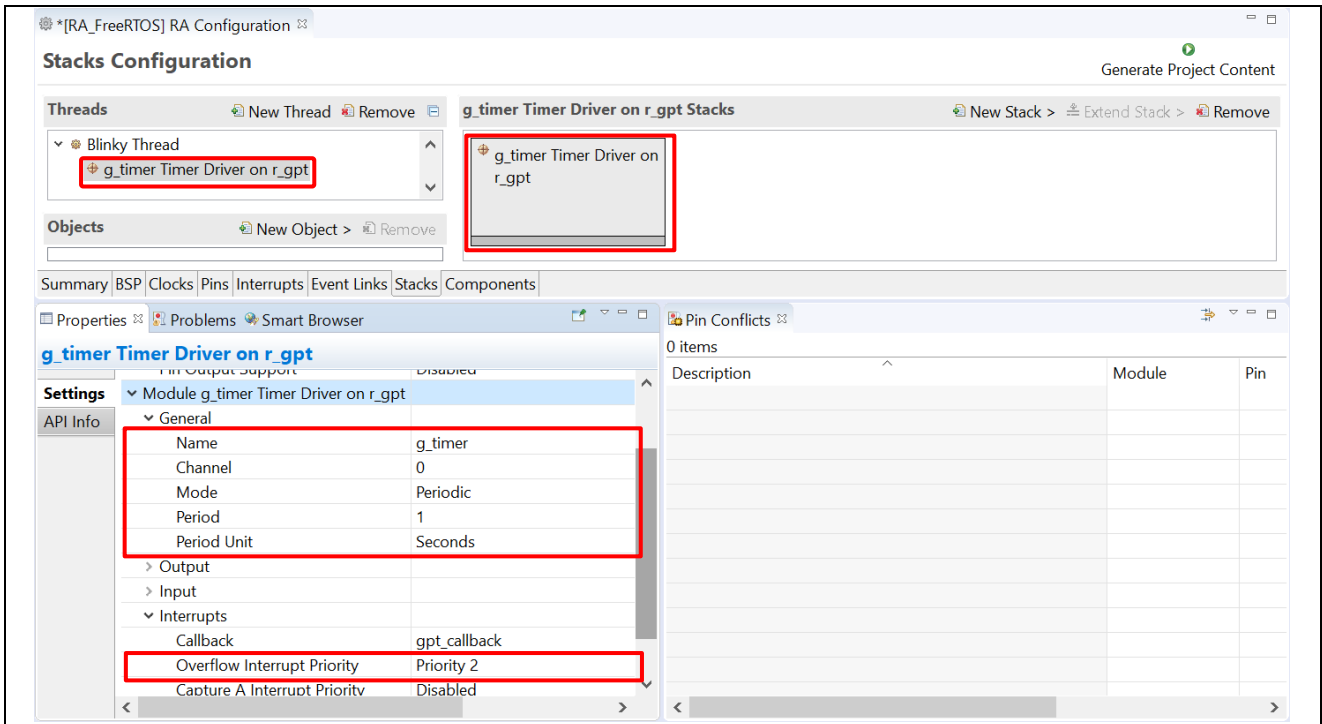 *[RA_FreeRTOS] RA Configuration
Stacks Configuration
Generate Project Content
Threads New Thread Remove
g_timer Timer Driver on r_gpt Stacks New Stack > Extend Stack > Remove
Blinky Thread
g_timer Timer Driver on r_gpt
g_timer Timer Driver on
r_gpt
Objects New Object > Remove
Summary BSP Clocks Pins Interrupts Event Links Stacks Components
Properties Problems Smart Browser
g_timer Timer Driver on r_gpt
Settings
API Info
Pin Output Support Disabled
Module g_timer Timer Driver on r_gpt
General
Name g_timer
Channel 0
Mode Periodic
Period 1
Period Unit Seconds
Output
Input
Interrupts
Callback gpt_callback
Overflow Interrupt Priority Priority 2
Capture A Interrupt Priority Disabled
Pin Conflicts
0 items
Description Module Pin